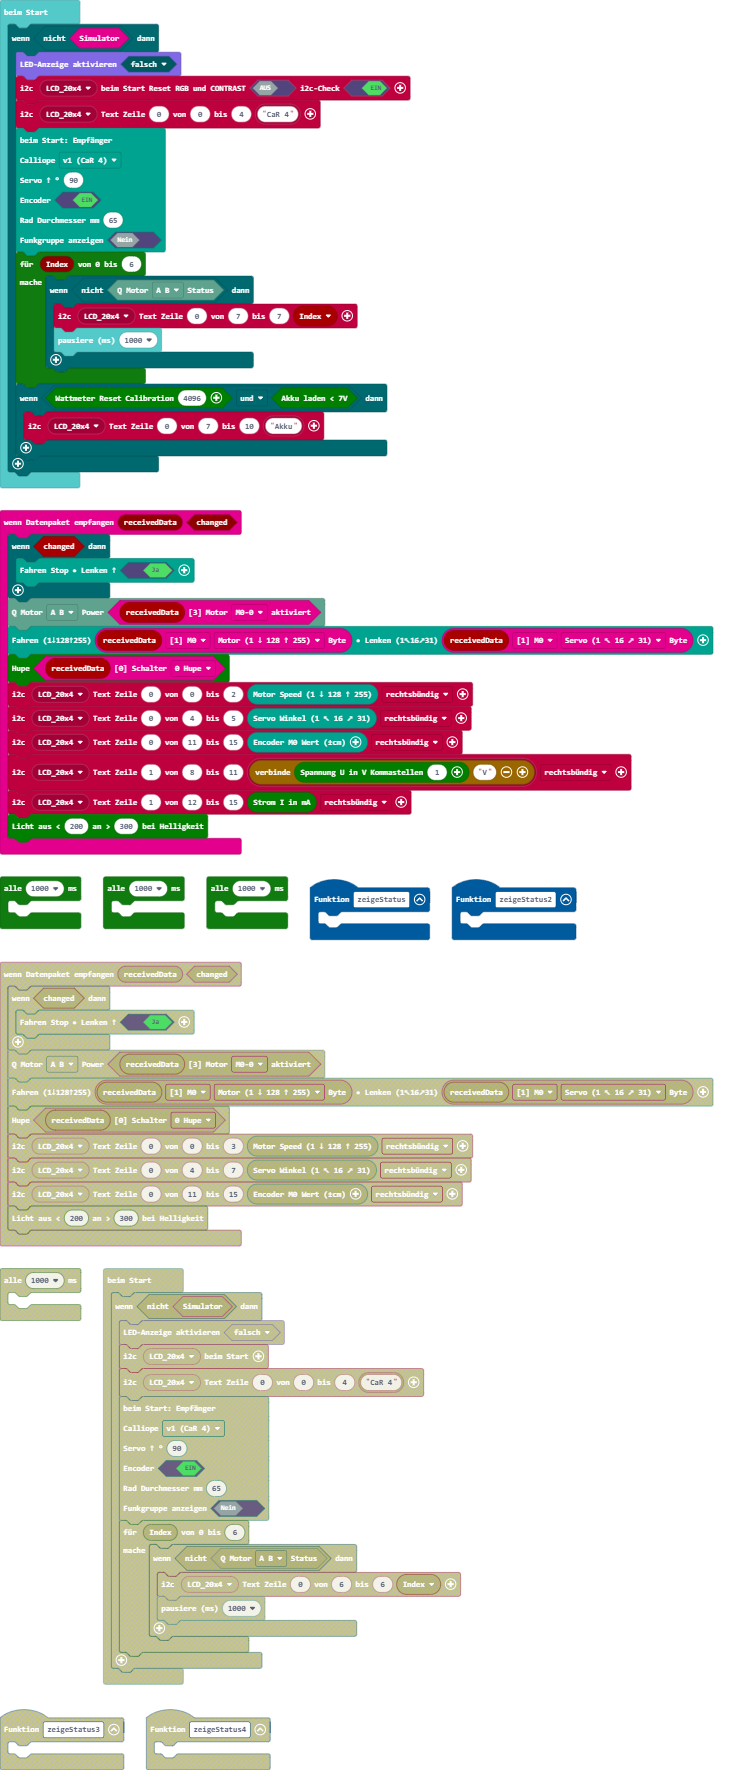 beim Start
wenn nicht Simulator dann
LED-Anzeige aktivieren falsch
i2c LCD_20x4 beim Start Reset RGB und CONTRAST AUS i2c-Check EIN
i2c LCD_20x4 Text Zeile 0 von 0 bis 4 "CaR 4"
beim Start: Empfänger
Calliope v1 (CaR 4)
Servo ↑ ° 90
Encoder EIN
Rad Durchmesser mm 65
Funkgruppe anzeigen Nein
für Index von 0 bis 6
mache
wenn nicht Q Motor A B Status dann
i2c LCD_20x4 Text Zeile 0 von 7 bis 7 Index
pausiere (ms) 1000
wenn Wattmeter Reset Calibration 4096 und Akku laden < 7V dann
i2c LCD_20x4 Text Zeile 0 von 7 bis 10 "Akku"
wenn Datenpaket empfangen receivedData changed
wenn changed dann
Fahren Stop • Lenken ↑ Ja
Q Motor A B Power receivedData [3] Motor M0-0 aktiviert
Fahren (1↓128↑255) receivedData [1] M0 Motor (1 ↓ 128 ↑ 255) Byte • Lenken (1↖16↗31) receivedData [1] M0 Servo (1 ↖ 16 ↗ 31) Byte
Hupe receivedData [0] Schalter 0 Hupe
i2c LCD_20x4 Text Zeile 0 von 0 bis 2 Motor Speed (1 ↓ 128 ↑ 255) rechtsbündig
i2c LCD_20x4 Text Zeile 0 von 4 bis 5 Servo Winkel (1 ↖ 16 ↗ 31) rechtsbündig
i2c LCD_20x4 Text Zeile 0 von 11 bis 15 Encoder M0 Wert (±cm) rechtsbündig
i2c LCD_20x4 Text Zeile 1 von 8 bis 11 verbinde Spannung U in V Kommastellen 1 "V" rechtsbündig
i2c LCD_20x4 Text Zeile 1 von 12 bis 15 Strom I in mA rechtsbündig
Licht aus < 200 an > 300 bei Helligkeit
alle 1000 ms
alle 1000 ms
alle 1000 ms
Funktion zeigeStatus
Funktion zeigeStatus2
wenn Datenpaket empfangen receivedData changed
wenn changed dann
Fahren Stop • Lenken ↑ Ja
Q Motor A B Power receivedData [3] Motor M0-0 aktiviert
Fahren (1↓128↑255) receivedData [1] M0 Motor (1 ↓ 128 ↑ 255) Byte • Lenken (1↖16↗31) receivedData [1] M0 Servo (1 ↖ 16 ↗ 31) Byte
Hupe receivedData [0] Schalter 0 Hupe
i2c LCD_20x4 Text Zeile 0 von 0 bis 3 Motor Speed (1 ↓ 128 ↑ 255) rechtsbündig
i2c LCD_20x4 Text Zeile 0 von 4 bis 7 Servo Winkel (1 ↖ 16 ↗ 31) rechtsbündig
i2c LCD_20x4 Text Zeile 0 von 11 bis 15 Encoder M0 Wert (±cm) rechtsbündig
Licht aus < 200 an > 300 bei Helligkeit
alle 1000 ms
beim Start
wenn nicht Simulator dann
LED-Anzeige aktivieren falsch
i2c LCD_20x4 beim Start
i2c LCD_20x4 Text Zeile 0 von 0 bis 4 "CaR 4"
beim Start: Empfänger
Calliope v1 (CaR 4)
Servo ↑ ° 90
Encoder EIN
Rad Durchmesser mm 65
Funkgruppe anzeigen Nein
für Index von 0 bis 6
mache
wenn nicht Q Motor A B Status dann
i2c LCD_20x4 Text Zeile 0 von 6 bis 6 Index
pausiere (ms) 1000
Funktion zeigeStatus3
Funktion zeigeStatus4